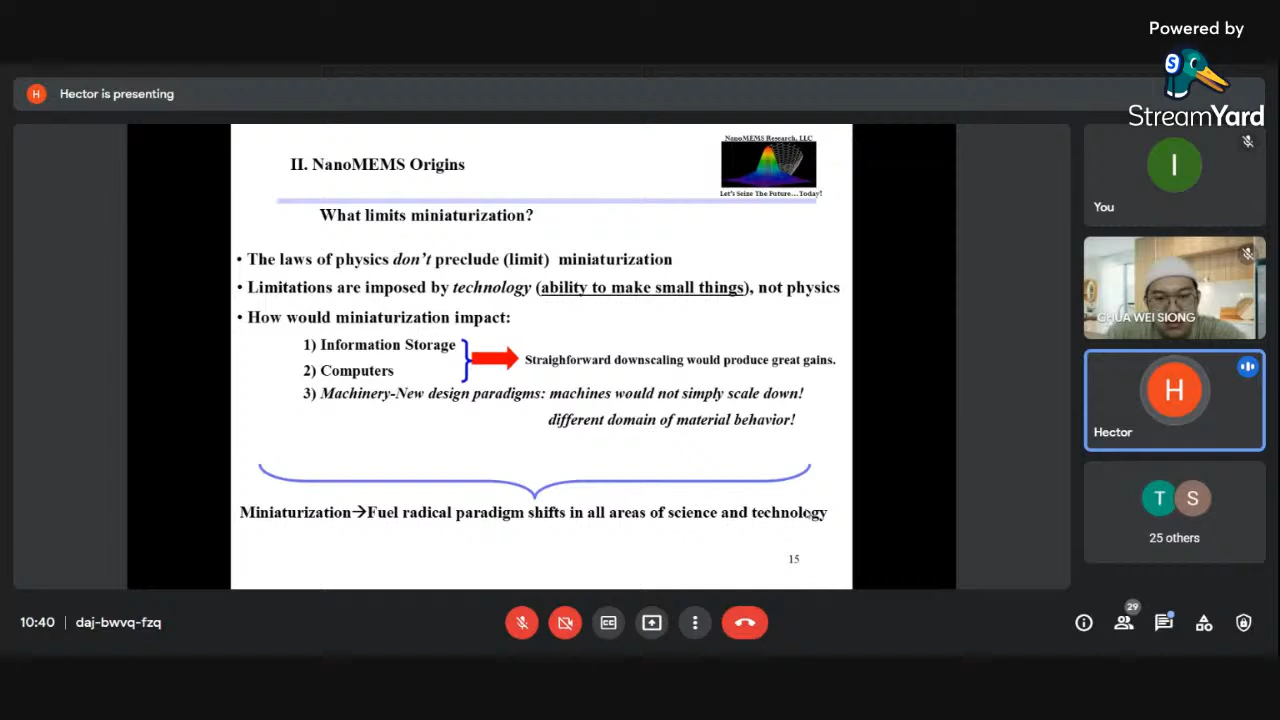 Powered by
S
StreamYard
H Hector is presenting
II. NanoMEMS Origins
NanoMEMS Research, LLC
Let's Seize The Future…Today!
What limits miniaturization?
• The laws of physics don't preclude (limit) miniaturization
• Limitations are imposed by technology (ability to make small things), not physics
• How would miniaturization impact:
1) Information Storage
2) Computers
Straighforward downscaling would produce great gains.
3) Machinery-New design paradigms: machines would not simply scale down!
different domain of material behavior!
Miniaturization→Fuel radical paradigm shifts in all areas of science and technology
15
I
You
CHUA WEI SIONG
H
Hector
T S
25 others
10:40 | daj-bwvq-fzq
CC
29